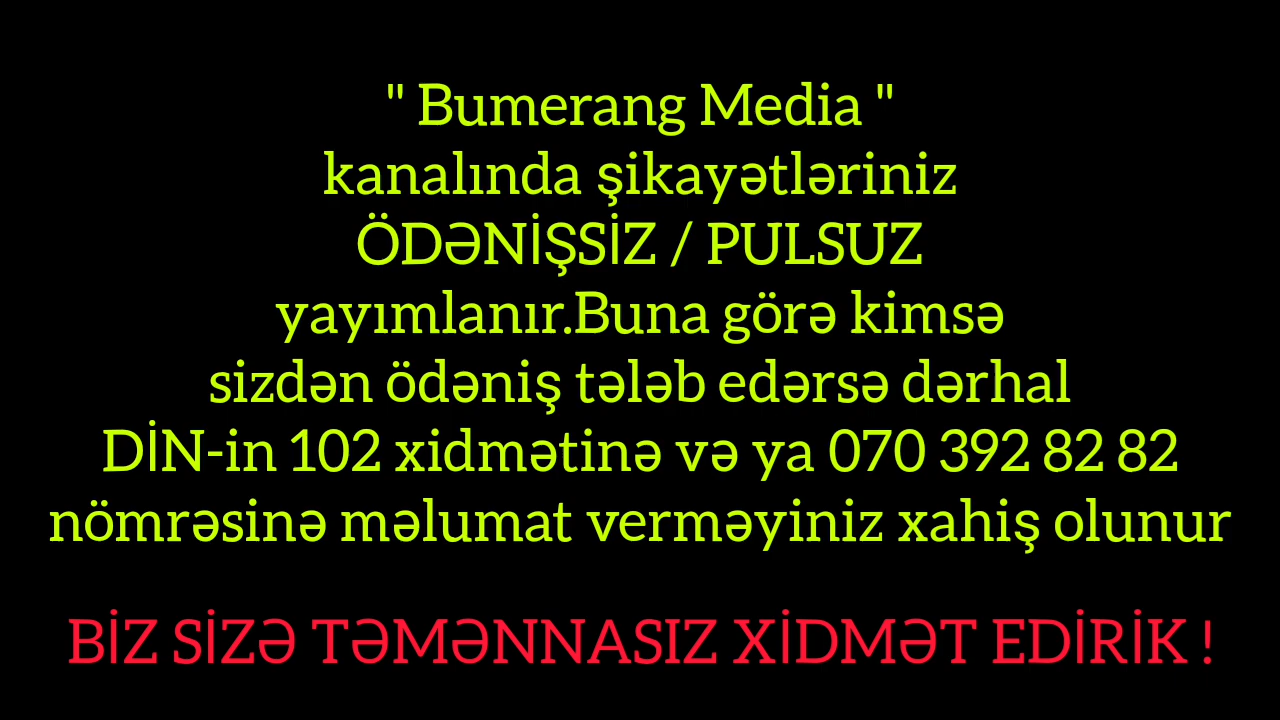 " Bumerang Media "
kanalında şikayətləriniz
ÖDƏNİŞSİZ / PULSUZ
yayımlanır.Buna görə kimsə
sizdən ödəniş tələb edərsə dərhal
DİN-in 102 xidmətinə və ya 070 392 82 82
nömrəsinə məlumat verməyiniz xahiş olunur
BİZ SİZƏ TƏMƏNNASIZ XİDMƏT EDİRİK !